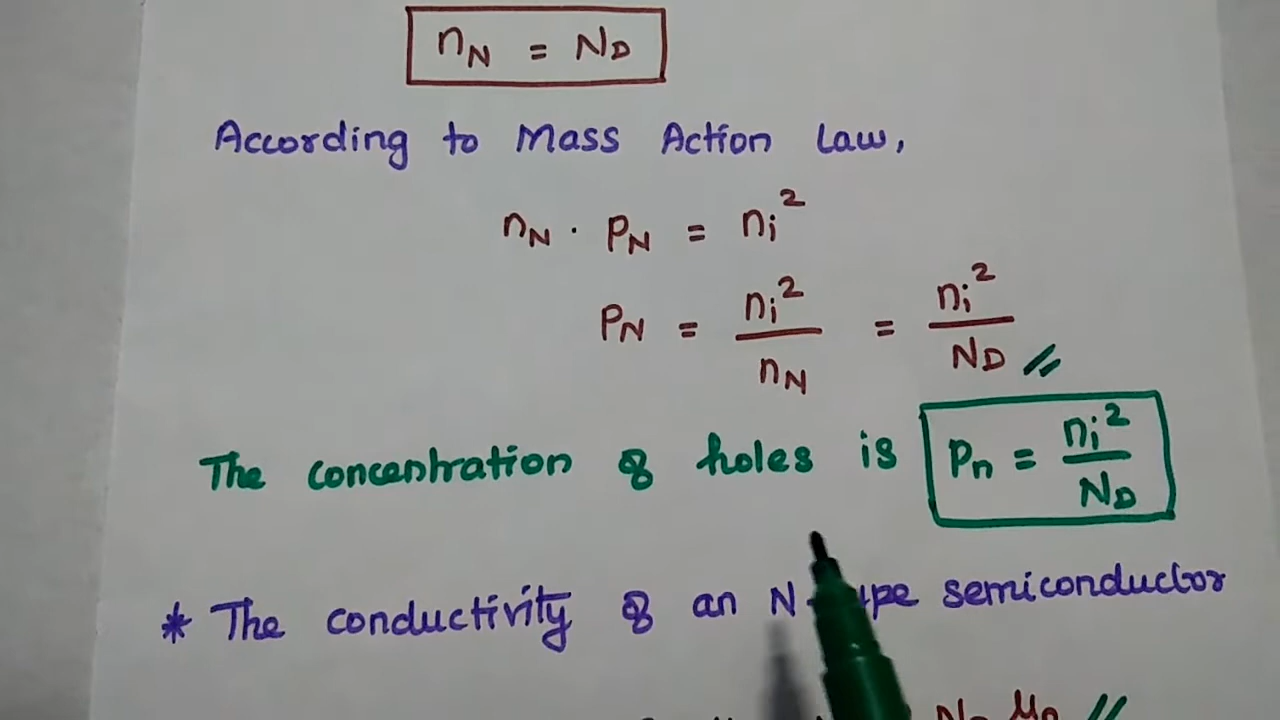 nN = ND
According to Mass Action Law,
nN · PN = ni²
PN = ni²/nN = ni²/ND
The concentration of holes is Pn = ni²/ND
* The conductivity of an N-type semiconductor